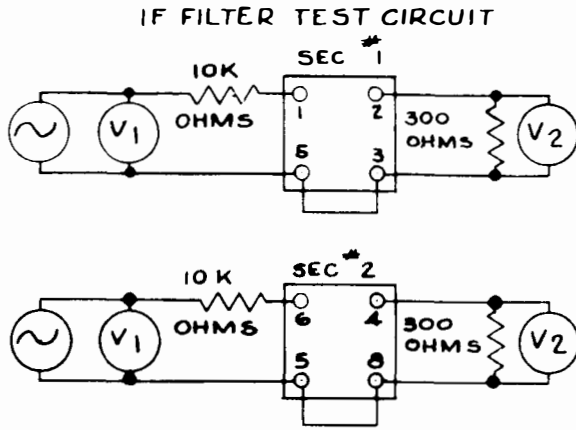 IF FILTER TEST CIRCUIT
SEC #1
10K
OHMS
V1
1
2
5
3
300
OHMS
V2
SEC #2
10K
OHMS
V1
6
4
5
8
300
OHMS
V2